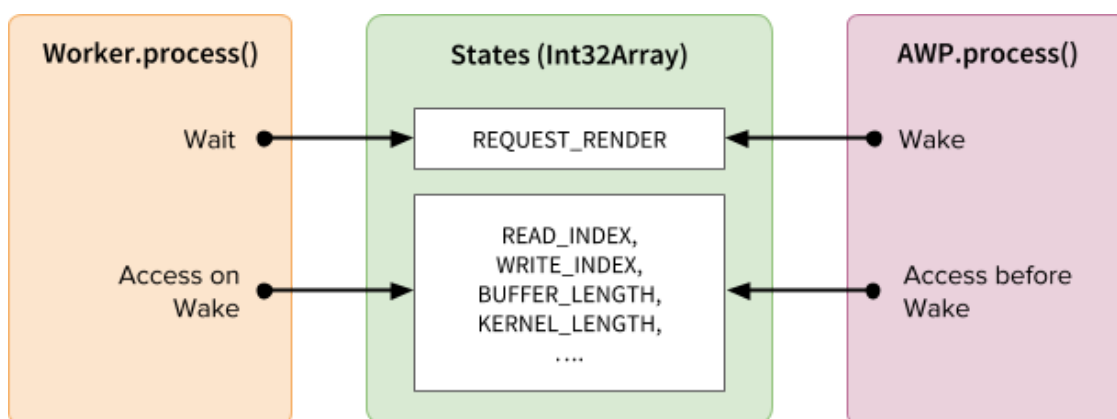 Worker.process()
States (Int32Array)
AWP.process()
Wait
REQUEST_RENDER
Wake
Access on
Wake
READ_INDEX,
WRITE_INDEX,
BUFFER_LENGTH,
KERNEL_LENGTH,
....
Access before
Wake